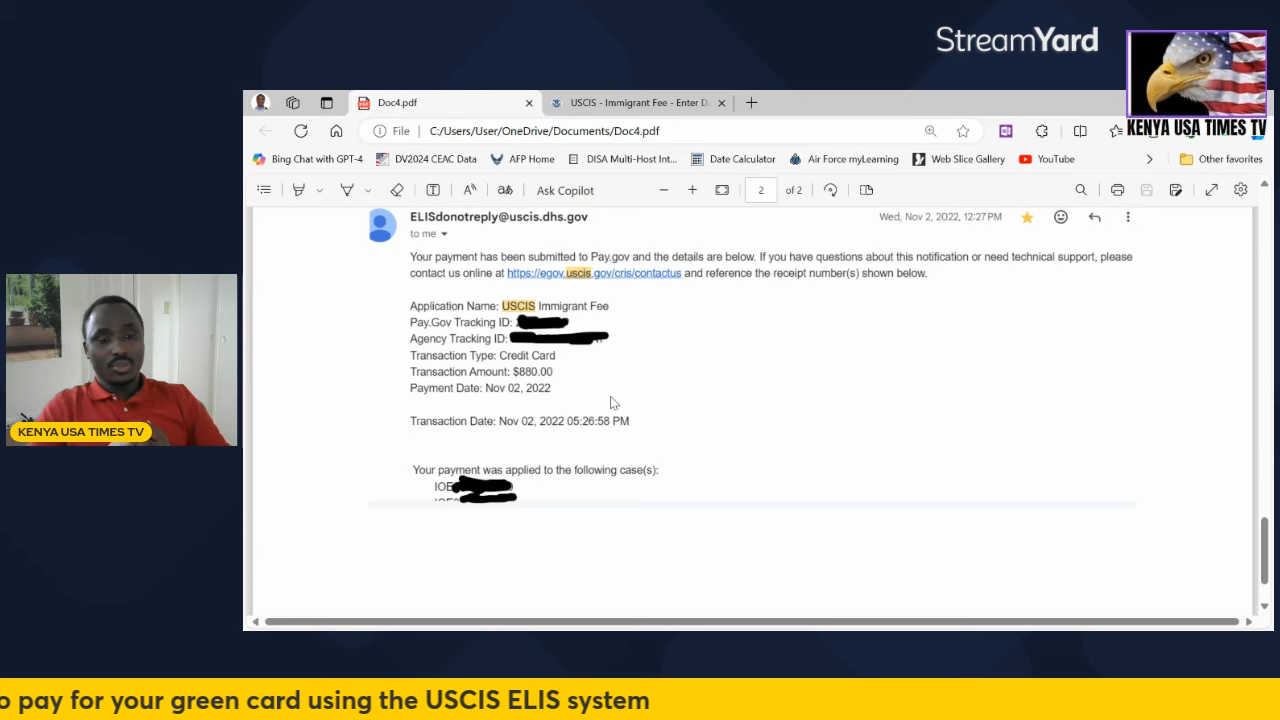 StreamYard
KENYA USA TIMES TV
Doc4.pdf
USCIS - Immigrant Fee - Enter D
File
C:/Users/User/OneDrive/Documents/Doc4.pdf
Bing Chat with GPT-4
DV2024 CEAC Data
AFP Home
DISA Multi-Host Int...
Date Calculator
Air Force myLearning
Web Slice Gallery
YouTube
Other favorites
Ask Copilot
2
of 2
ELISdonotreply@uscis.dhs.gov
Wed, Nov 2, 2022, 12:27 PM
to me
Your payment has been submitted to Pay.gov and the details are below. If you have questions about this notification or need technical support, please
contact us online at https://egov.uscis.gov/cris/contactus and reference the receipt number(s) shown below.
Application Name: USCIS Immigrant Fee
Pay.Gov Tracking ID:
Agency Tracking ID:
Transaction Type: Credit Card
Transaction Amount: $880.00
Payment Date: Nov 02, 2022
Transaction Date: Nov 02, 2022 05:26:58 PM
Your payment was applied to the following case(s):
IOE
KENYA USA TIMES TV
o pay for your green card using the USCIS ELIS system